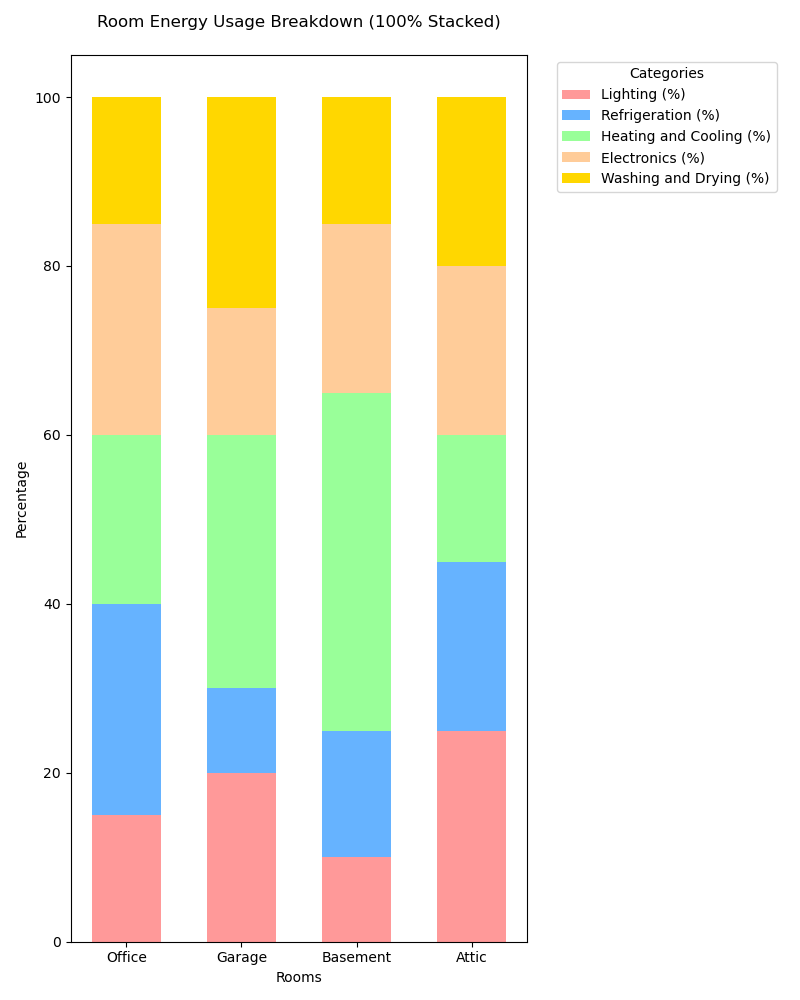 Room Energy Usage Breakdown (100% Stacked)
Categories
Lighting (%)
Refrigeration (%)
Heating and Cooling (%)
Electronics (%)
Washing and Drying (%)
Percentage
100
80
60
40
20
0
Office Garage Basement Attic
Rooms